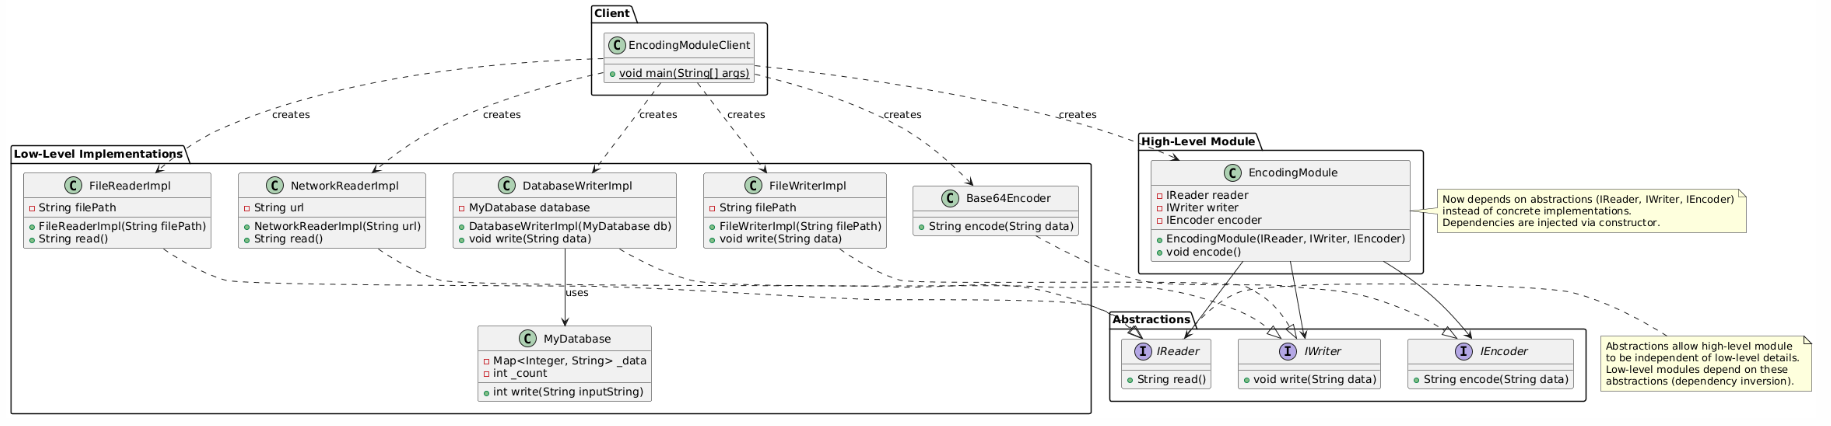 Client
C EncodingModuleClient
void main(String[] args)
creates
creates
creates
creates
creates
creates
Low-Level Implementations
C FileReaderImpl
String filePath
FileReaderImpl(String filePath)
String read()
C NetworkReaderImpl
String url
NetworkReaderImpl(String url)
String read()
C DatabaseWriterImpl
MyDatabase database
DatabaseWriterImpl(MyDatabase db)
void write(String data)
C FileWriterImpl
String filePath
FileWriterImpl(String filePath)
void write(String data)
C Base64Encoder
String encode(String data)
High-Level Module
C EncodingModule
IReader reader
IWriter writer
IEncoder encoder
EncodingModule(IReader, IWriter, IEncoder)
void encode()
Now depends on abstractions (IReader, IWriter, IEncoder)
instead of concrete implementations.
Dependencies are injected via constructor.
uses
C MyDatabase
Map<Integer, String> _data
int _count
int write(String inputString)
Abstractions
I IReader
String read()
I IWriter
void write(String data)
I IEncoder
String encode(String data)
Abstractions allow high-level module
to be independent of low-level details.
Low-level modules depend on these
abstractions (dependency inversion).